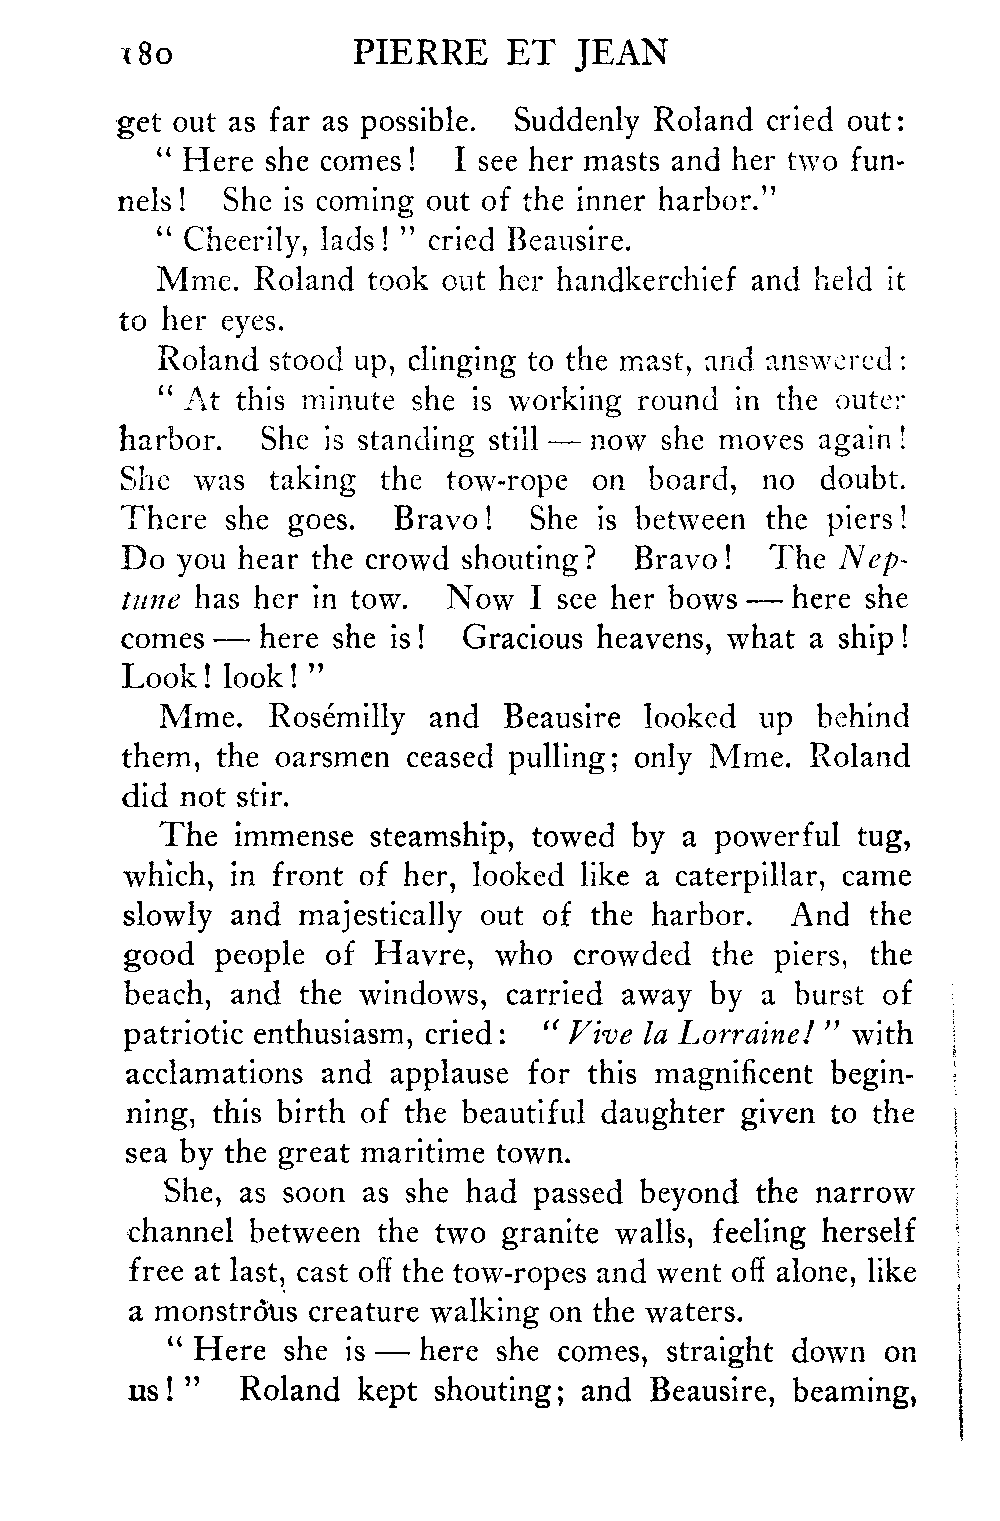 180 PIERRE ET JEAN
get out as far as possible. Suddenly Roland cried out:
“ Here she comes! I see her masts and her two fun-
nels! She is coming out of the inner harbor.”
“ Cheerily, lads! ” cried Beausire.
Mme. Roland took out her handkerchief and held it
to her eyes.
Roland stood up, clinging to the mast, and answered:
“ At this minute she is working round in the outer
harbor. She is standing still — now she moves again!
She was taking the tow-rope on board, no doubt.
There she goes. Bravo! She is between the piers!
Do you hear the crowd shouting? Bravo! The Nep-
tune has her in tow. Now I see her bows — here she
comes — here she is! Gracious heavens, what a ship!
Look! look! ”
Mme. Rosémilly and Beausire looked up behind
them, the oarsmen ceased pulling; only Mme. Roland
did not stir.
The immense steamship, towed by a powerful tug,
which, in front of her, looked like a caterpillar, came
slowly and majestically out of the harbor. And the
good people of Havre, who crowded the piers, the
beach, and the windows, carried away by a burst of
patriotic enthusiasm, cried: “ Vive la Lorraine! ” with
acclamations and applause for this magnificent begin-
ning, this birth of the beautiful daughter given to the
sea by the great maritime town.
She, as soon as she had passed beyond the narrow
channel between the two granite walls, feeling herself
free at last, cast off the tow-ropes and went off alone, like
a monstrous creature walking on the waters.
“ Here she is — here she comes, straight down on
us! ” Roland kept shouting; and Beausire, beaming,